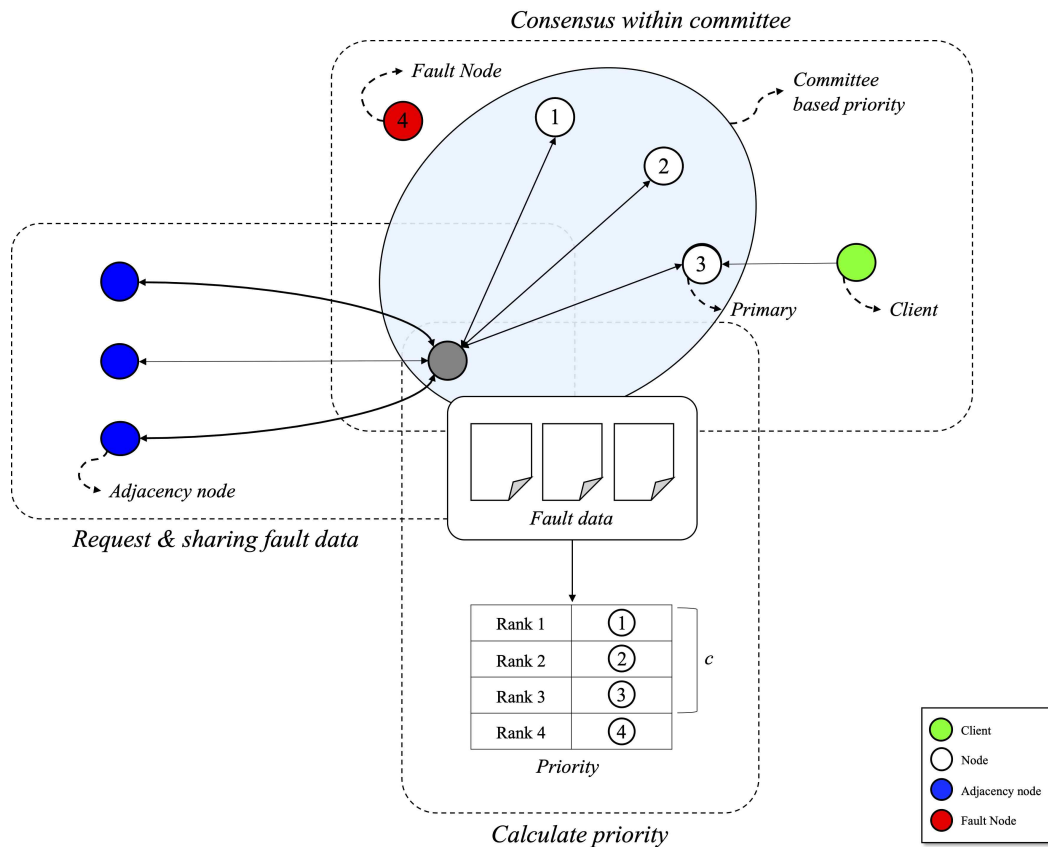 Consensus within committee
Fault Node
4
1
Committee
based priority
2
3
Primary
Client
Adjacency node
Request & sharing fault data
Fault data
Rank 1 1
Rank 2 2
Rank 3 3
Rank 4 4
c
Priority
Calculate priority
Client
Node
Adjacency node
Fault Node